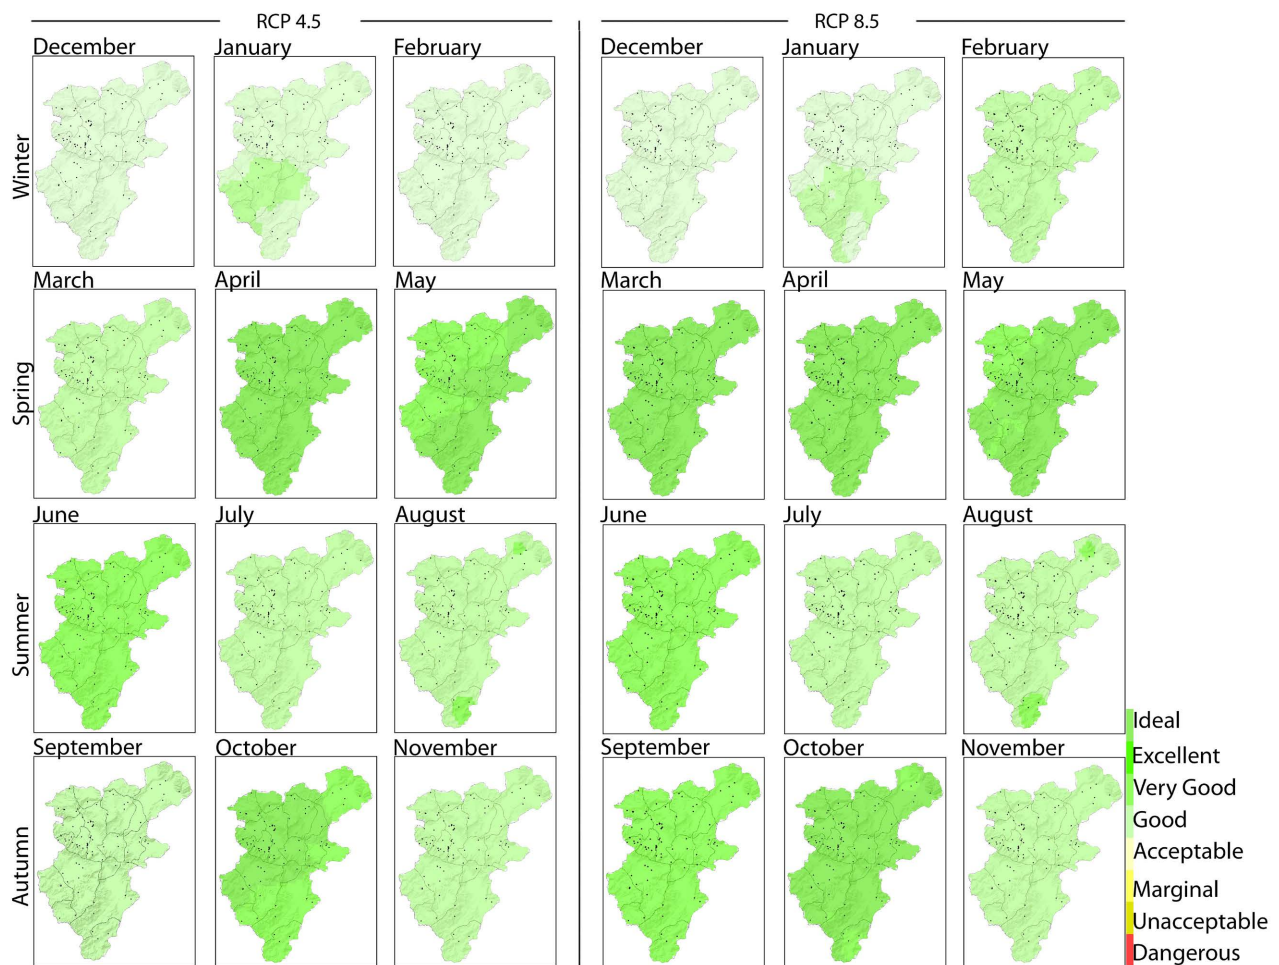 RCP 4.5 RCP 8.5
December January February December January February
Winter
March April May March April May
Spring
June July August June July August
Summer
September October November September October November
Autumn
Ideal
Excellent
Very Good
Good
Acceptable
Marginal
Unacceptable
Dangerous